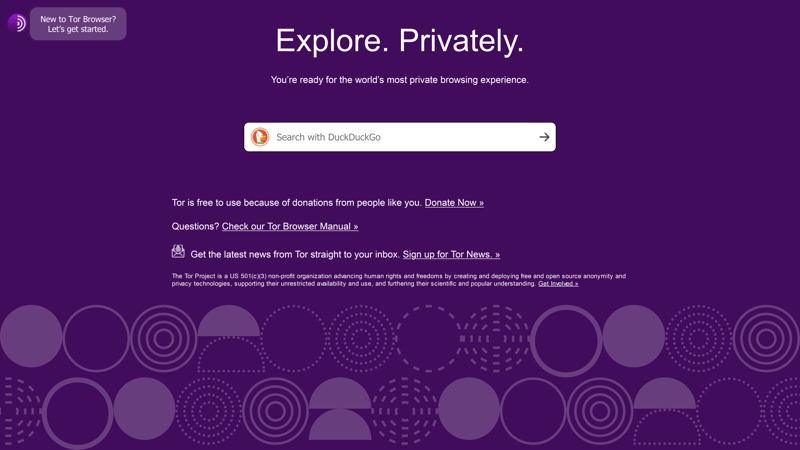 New to Tor Browser?
Let's get started.
Explore. Privately.
You're ready for the world's most private browsing experience.
Search with DuckDuckGo
Tor is free to use because of donations from people like you. Donate Now »
Questions? Check our Tor Browser Manual »
Get the latest news from Tor straight to your inbox. Sign up for Tor News. »
The Tor Project is a US 501(c)(3) non-profit organization advancing human rights and freedoms by creating and deploying free and open source anonymity and
privacy technologies, supporting their unrestricted availability and use, and furthering their scientific and popular understanding. Get Involved »